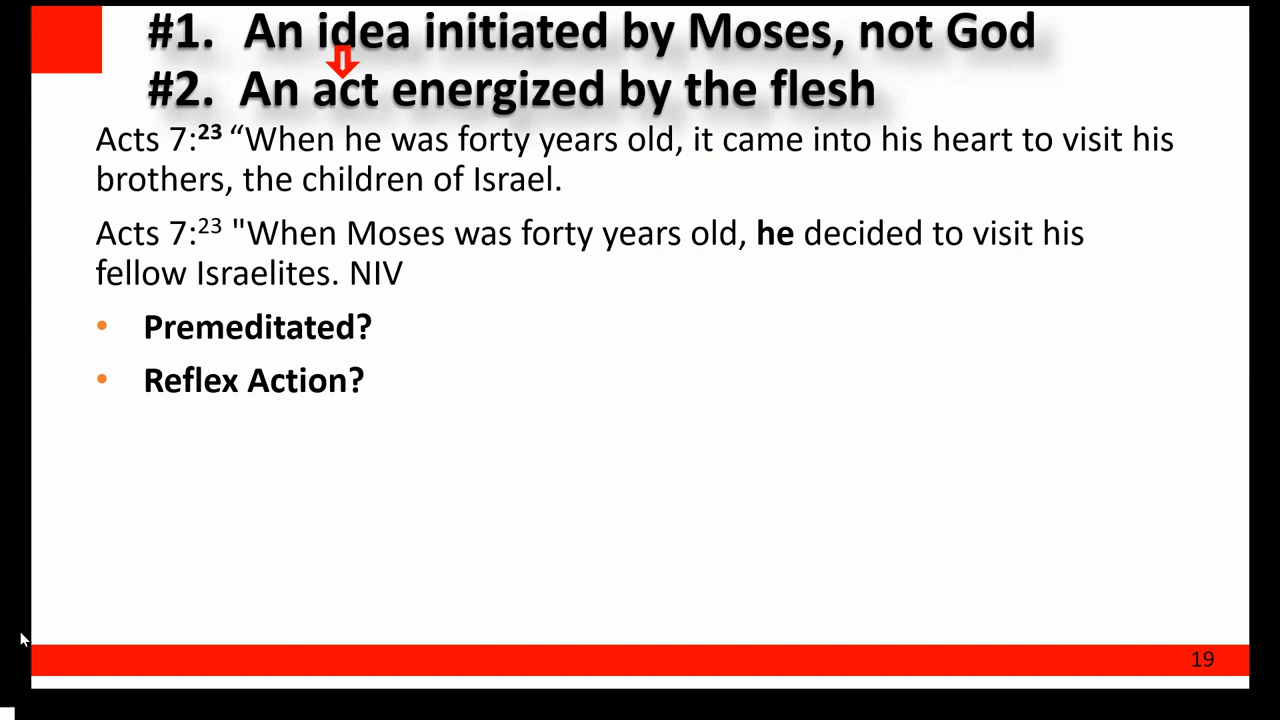 #1. An idea initiated by Moses, not God
#2. An act energized by the flesh
Acts 7:23 “When he was forty years old, it came into his heart to visit his
brothers, the children of Israel.
Acts 7:23 "When Moses was forty years old, he decided to visit his
fellow Israelites. NIV
• Premeditated?
• Reflex Action?
19